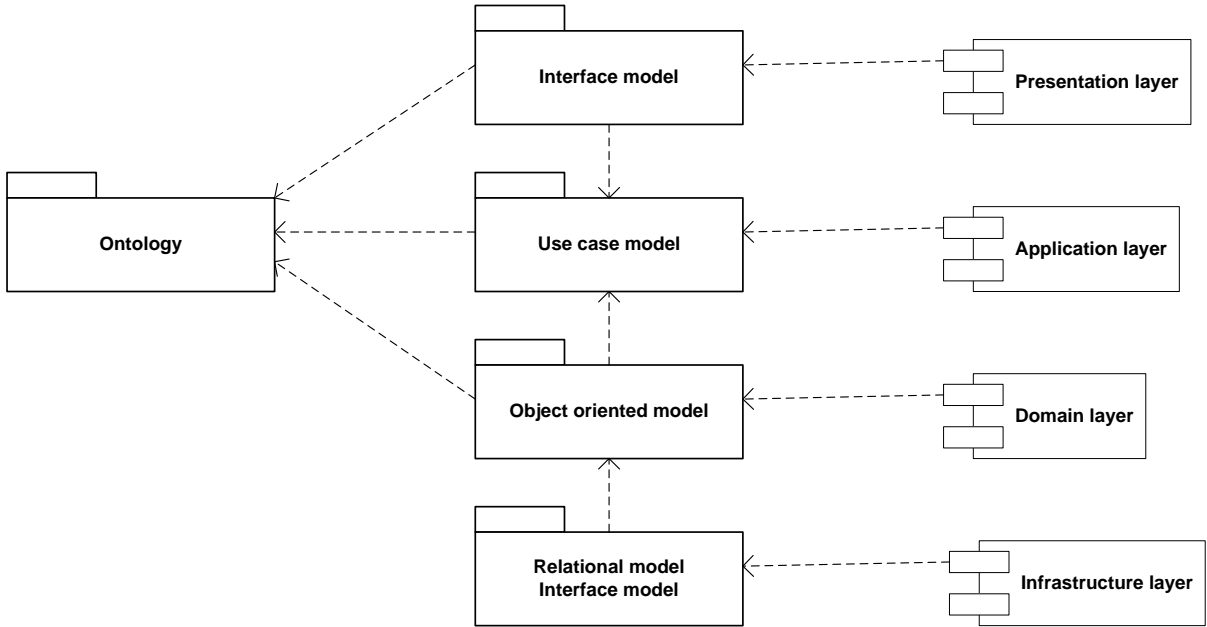 Interface model
Presentation layer
Ontology
Use case model
Application layer
Object oriented model
Domain layer
Relational model
Interface model
Infrastructure layer